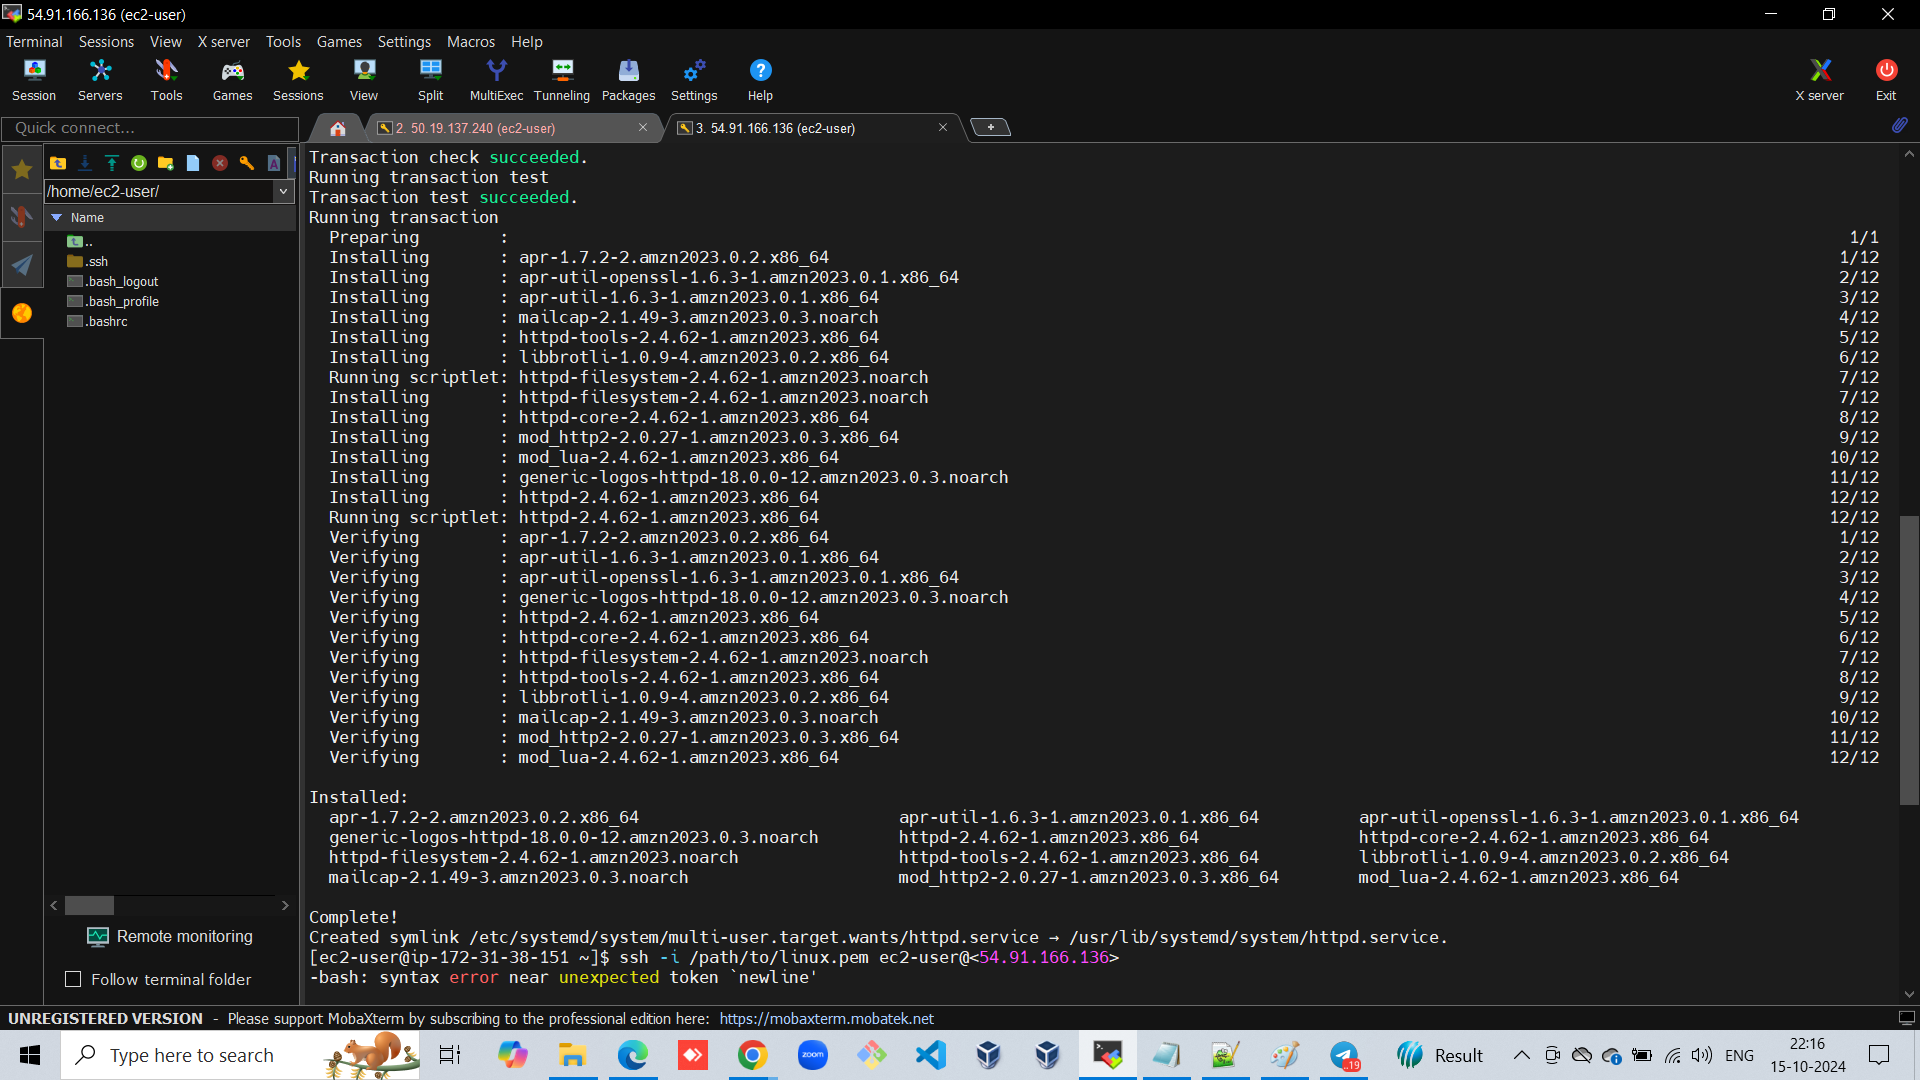 54.91.166.136 (ec2-user)
Terminal Sessions View X server Tools Games Settings Macros Help
Session Servers Tools Games Sessions View Split MultiExec Tunneling Packages Settings Help X server Exit
Quick connect...
2. 50.19.137.240 (ec2-user)
3. 54.91.166.136 (ec2-user)
/home/ec2-user/
Name
..
.ssh
.bash_logout
.bash_profile
.bashrc
Remote monitoring
Follow terminal folder
Transaction check succeeded.
Running transaction test
Transaction test succeeded.
Running transaction
Preparing : 1/1
Installing : apr-1.7.2-2.amzn2023.0.2.x86_64 1/12
Installing : apr-util-openssl-1.6.3-1.amzn2023.0.1.x86_64 2/12
Installing : apr-util-1.6.3-1.amzn2023.0.1.x86_64 3/12
Installing : mailcap-2.1.49-3.amzn2023.0.3.noarch 4/12
Installing : httpd-tools-2.4.62-1.amzn2023.x86_64 5/12
Installing : libbrotli-1.0.9-4.amzn2023.0.2.x86_64 6/12
Running scriptlet: httpd-filesystem-2.4.62-1.amzn2023.noarch 7/12
Installing : httpd-filesystem-2.4.62-1.amzn2023.noarch 7/12
Installing : httpd-core-2.4.62-1.amzn2023.x86_64 8/12
Installing : mod_http2-2.0.27-1.amzn2023.0.3.x86_64 9/12
Installing : mod_lua-2.4.62-1.amzn2023.x86_64 10/12
Installing : generic-logos-httpd-18.0.0-12.amzn2023.0.3.noarch 11/12
Installing : httpd-2.4.62-1.amzn2023.x86_64 12/12
Running scriptlet: httpd-2.4.62-1.amzn2023.x86_64 12/12
Verifying : apr-1.7.2-2.amzn2023.0.2.x86_64 1/12
Verifying : apr-util-1.6.3-1.amzn2023.0.1.x86_64 2/12
Verifying : apr-util-openssl-1.6.3-1.amzn2023.0.1.x86_64 3/12
Verifying : generic-logos-httpd-18.0.0-12.amzn2023.0.3.noarch 4/12
Verifying : httpd-2.4.62-1.amzn2023.x86_64 5/12
Verifying : httpd-core-2.4.62-1.amzn2023.x86_64 6/12
Verifying : httpd-filesystem-2.4.62-1.amzn2023.noarch 7/12
Verifying : httpd-tools-2.4.62-1.amzn2023.x86_64 8/12
Verifying : libbrotli-1.0.9-4.amzn2023.0.2.x86_64 9/12
Verifying : mailcap-2.1.49-3.amzn2023.0.3.noarch 10/12
Verifying : mod_http2-2.0.27-1.amzn2023.0.3.x86_64 11/12
Verifying : mod_lua-2.4.62-1.amzn2023.x86_64 12/12
Installed:
apr-1.7.2-2.amzn2023.0.2.x86_64 apr-util-1.6.3-1.amzn2023.0.1.x86_64 apr-util-openssl-1.6.3-1.amzn2023.0.1.x86_64
generic-logos-httpd-18.0.0-12.amzn2023.0.3.noarch httpd-2.4.62-1.amzn2023.x86_64 httpd-core-2.4.62-1.amzn2023.x86_64
httpd-filesystem-2.4.62-1.amzn2023.noarch httpd-tools-2.4.62-1.amzn2023.x86_64 libbrotli-1.0.9-4.amzn2023.0.2.x86_64
mailcap-2.1.49-3.amzn2023.0.3.noarch mod_http2-2.0.27-1.amzn2023.0.3.x86_64 mod_lua-2.4.62-1.amzn2023.x86_64
Complete!
Created symlink /etc/systemd/system/multi-user.target.wants/httpd.service → /usr/lib/systemd/system/httpd.service.
[ec2-user@ip-172-31-38-151 ~]$ ssh -i /path/to/linux.pem ec2-user@<54.91.166.136>
-bash: syntax error near unexpected token `newline'
UNREGISTERED VERSION - Please support MobaXterm by subscribing to the professional edition here: https://mobaxterm.mobatek.net
Type here to search
zoom
..19
Result
ENG
22:16
15-10-2024